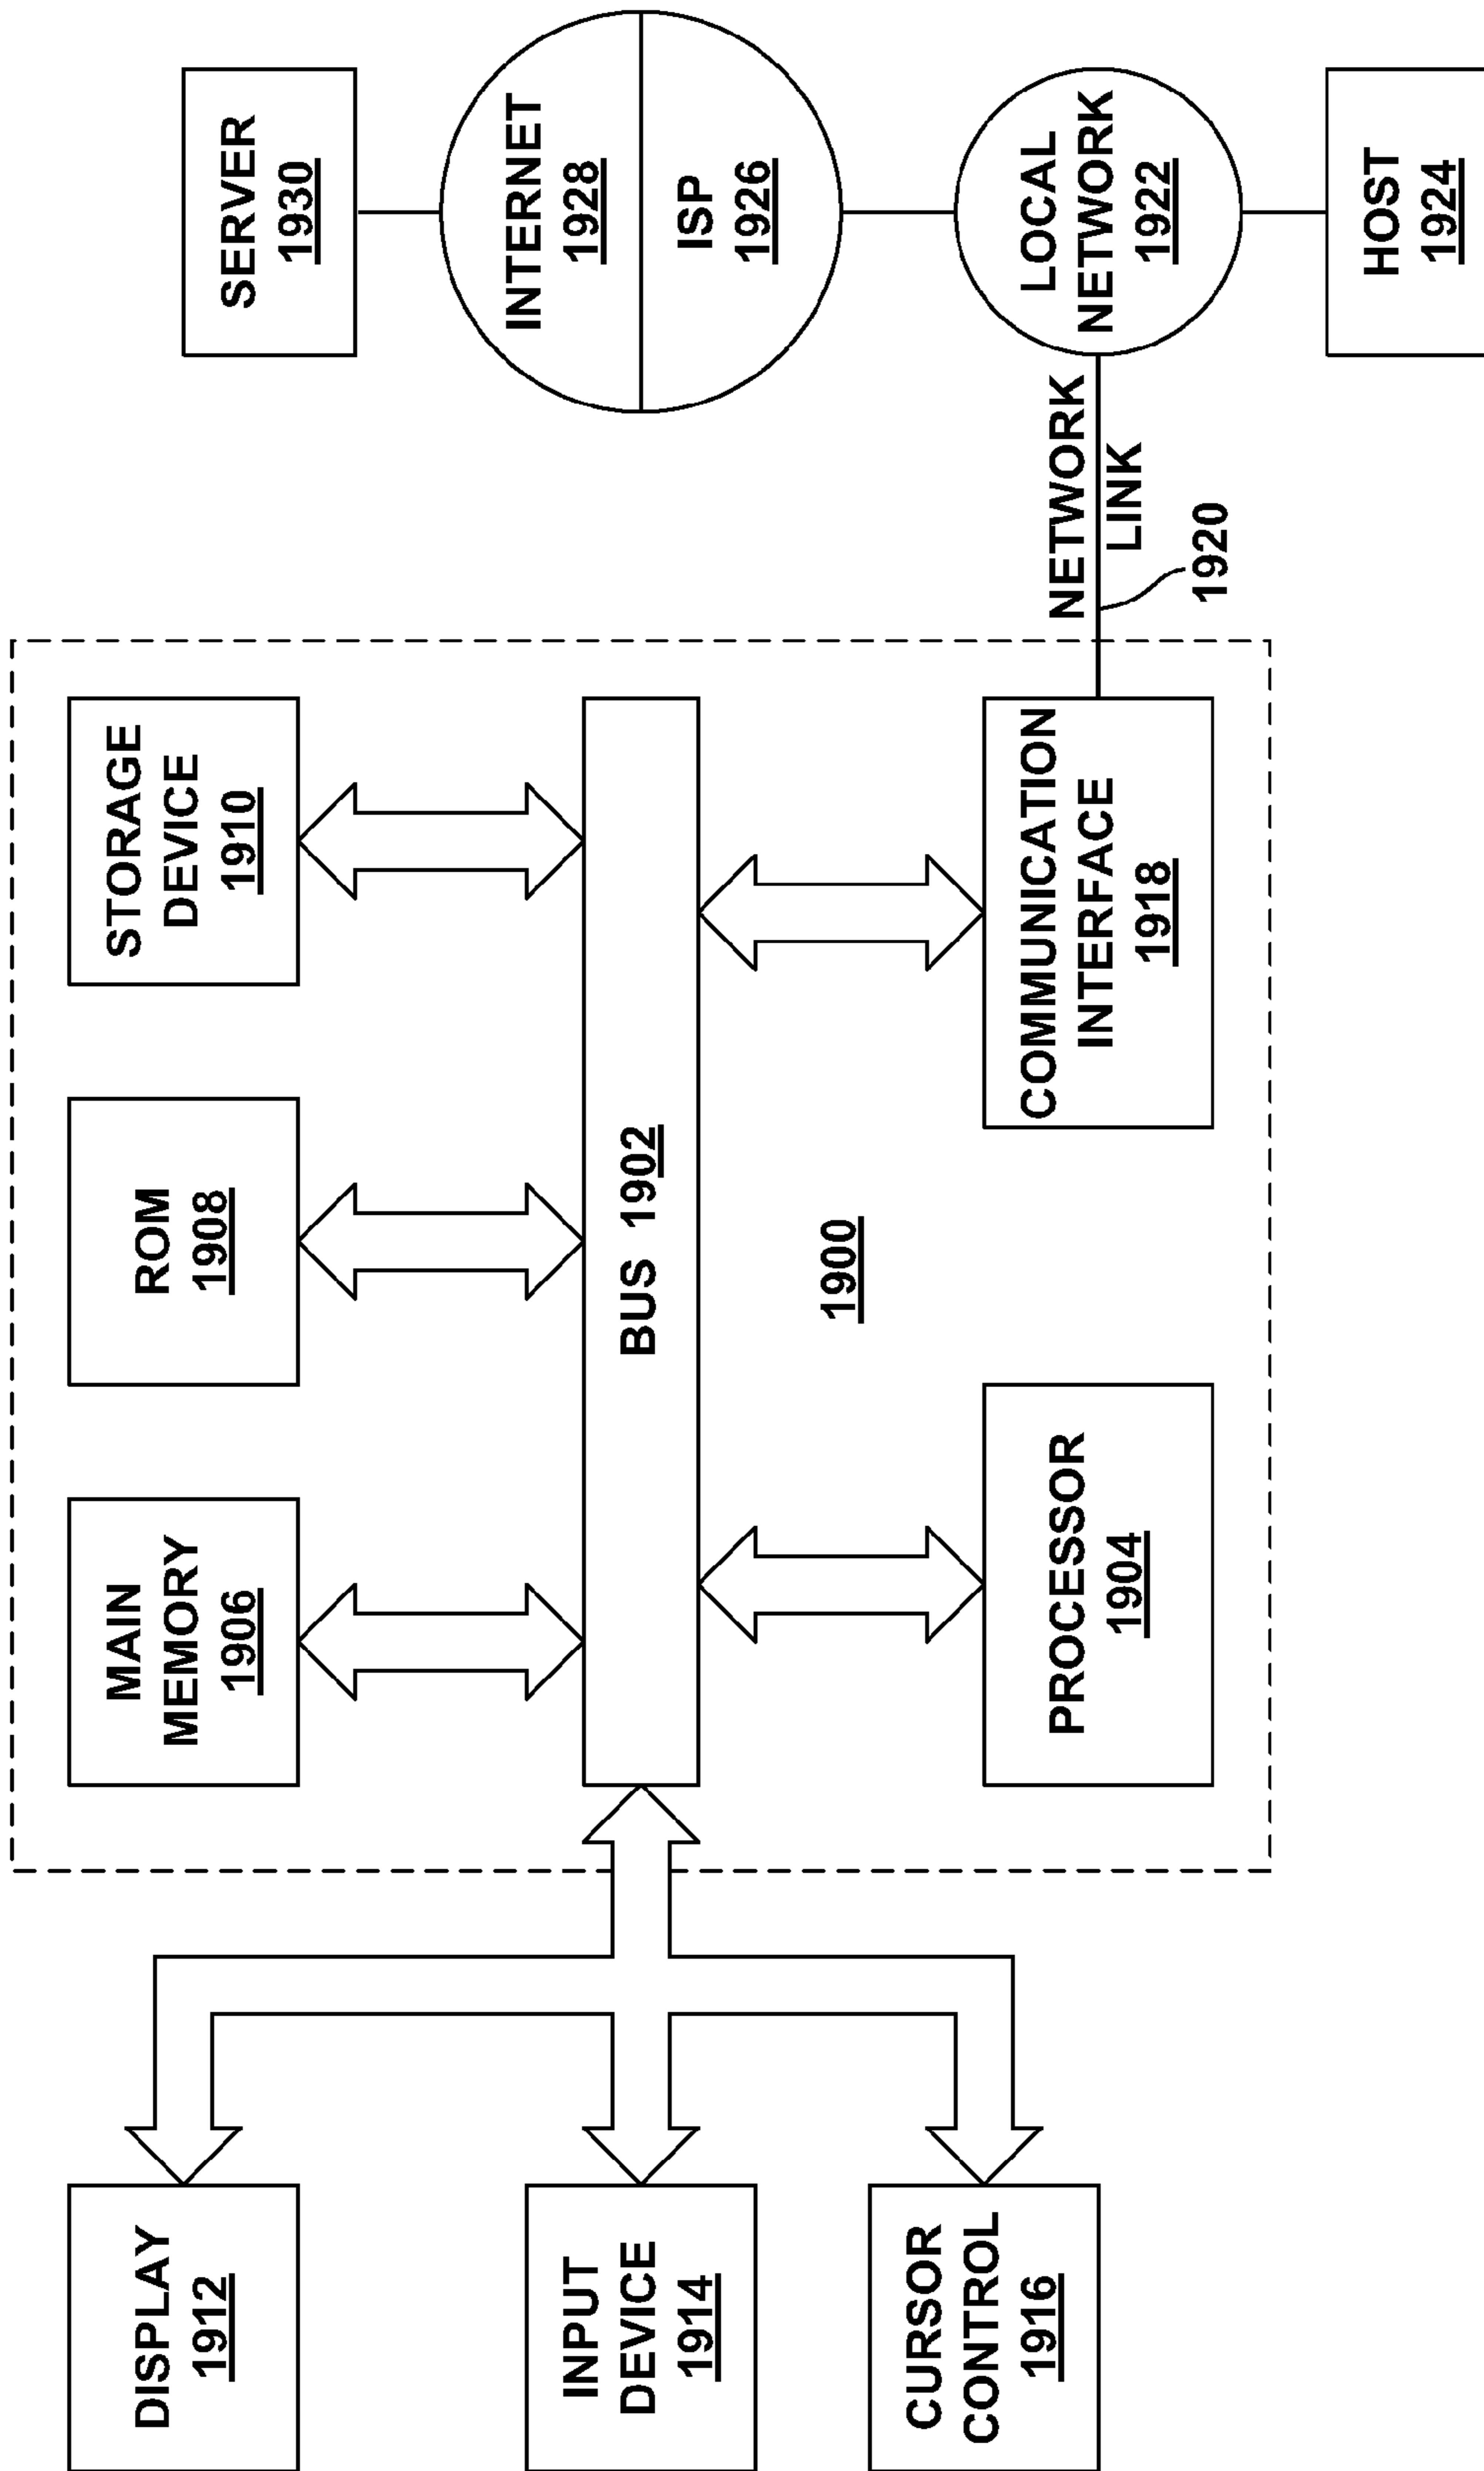 DISPLAY
1912
INPUT
DEVICE
1914
CURSOR
CONTROL
1916
MAIN
MEMORY
1906
ROM
1908
STORAGE
DEVICE
1910
BUS 1902
1900
PROCESSOR
1904
COMMUNICATION
INTERFACE
1918
NETWORK
LINK
1920
SERVER
1930
INTERNET
1928
ISP
1926
LOCAL
NETWORK
1922
HOST
1924